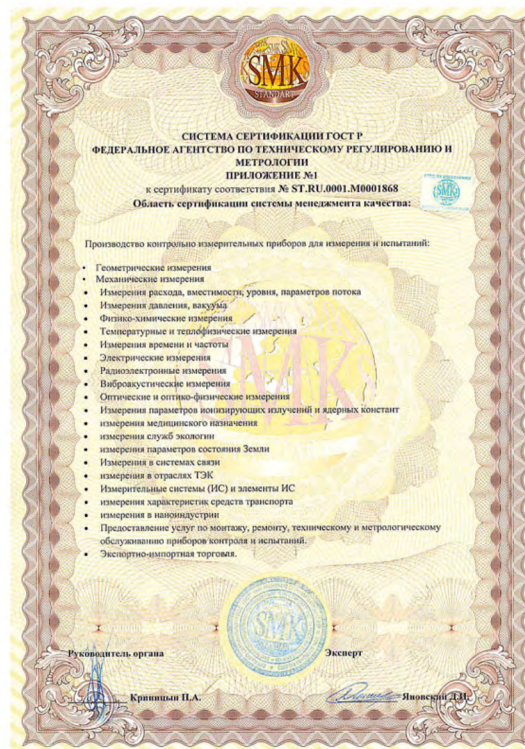 SMK
STANDART
СИСТЕМА СЕРТИФИКАЦИИ ГОСТ Р
ФЕДЕРАЛЬНОЕ АГЕНТСТВО ПО ТЕХНИЧЕСКОМУ РЕГУЛИРОВАНИЮ И
МЕТРОЛОГИИ
ПРИЛОЖЕНИЕ №1
к сертификату соответствия № ST.RU.0001.M0001868
Область сертификации системы менеджмента качества:
SMK
Производство контрольно измерительных приборов для измерения и испытаний:
• Геометрические измерения
• Механические измерения
• Измерения расхода, вместимости, уровня, параметров потока
• Измерения давления, вакуума
• Физико-химические измерения
• Температурные и теплофизические измерения
• Измерения времени и частоты
• Электрические измерения
• Радиоэлектронные измерения
• Виброакустические измерения
• Оптические и оптико-физические измерения
• Измерения параметров ионизирующих излучений и ядерных констант
• измерения медицинского назначения
• измерения служб экологии
• измерения параметров состояния Земли
• Измерения в системах связи
• измерения в отраслях ТЭК
• Измерительные системы (ИС) и элементы ИС
• измерения характеристик средств транспорта
• измерения в наноиндустрии
• Предоставление услуг по монтажу, ремонту, техническому и метрологическому
обслуживанию приборов контроля и испытаний.
• Экспортно-импортная торговля.
SMK
SMK
Руководитель органа Эксперт
Криницын П.А. Яновский Д.И.